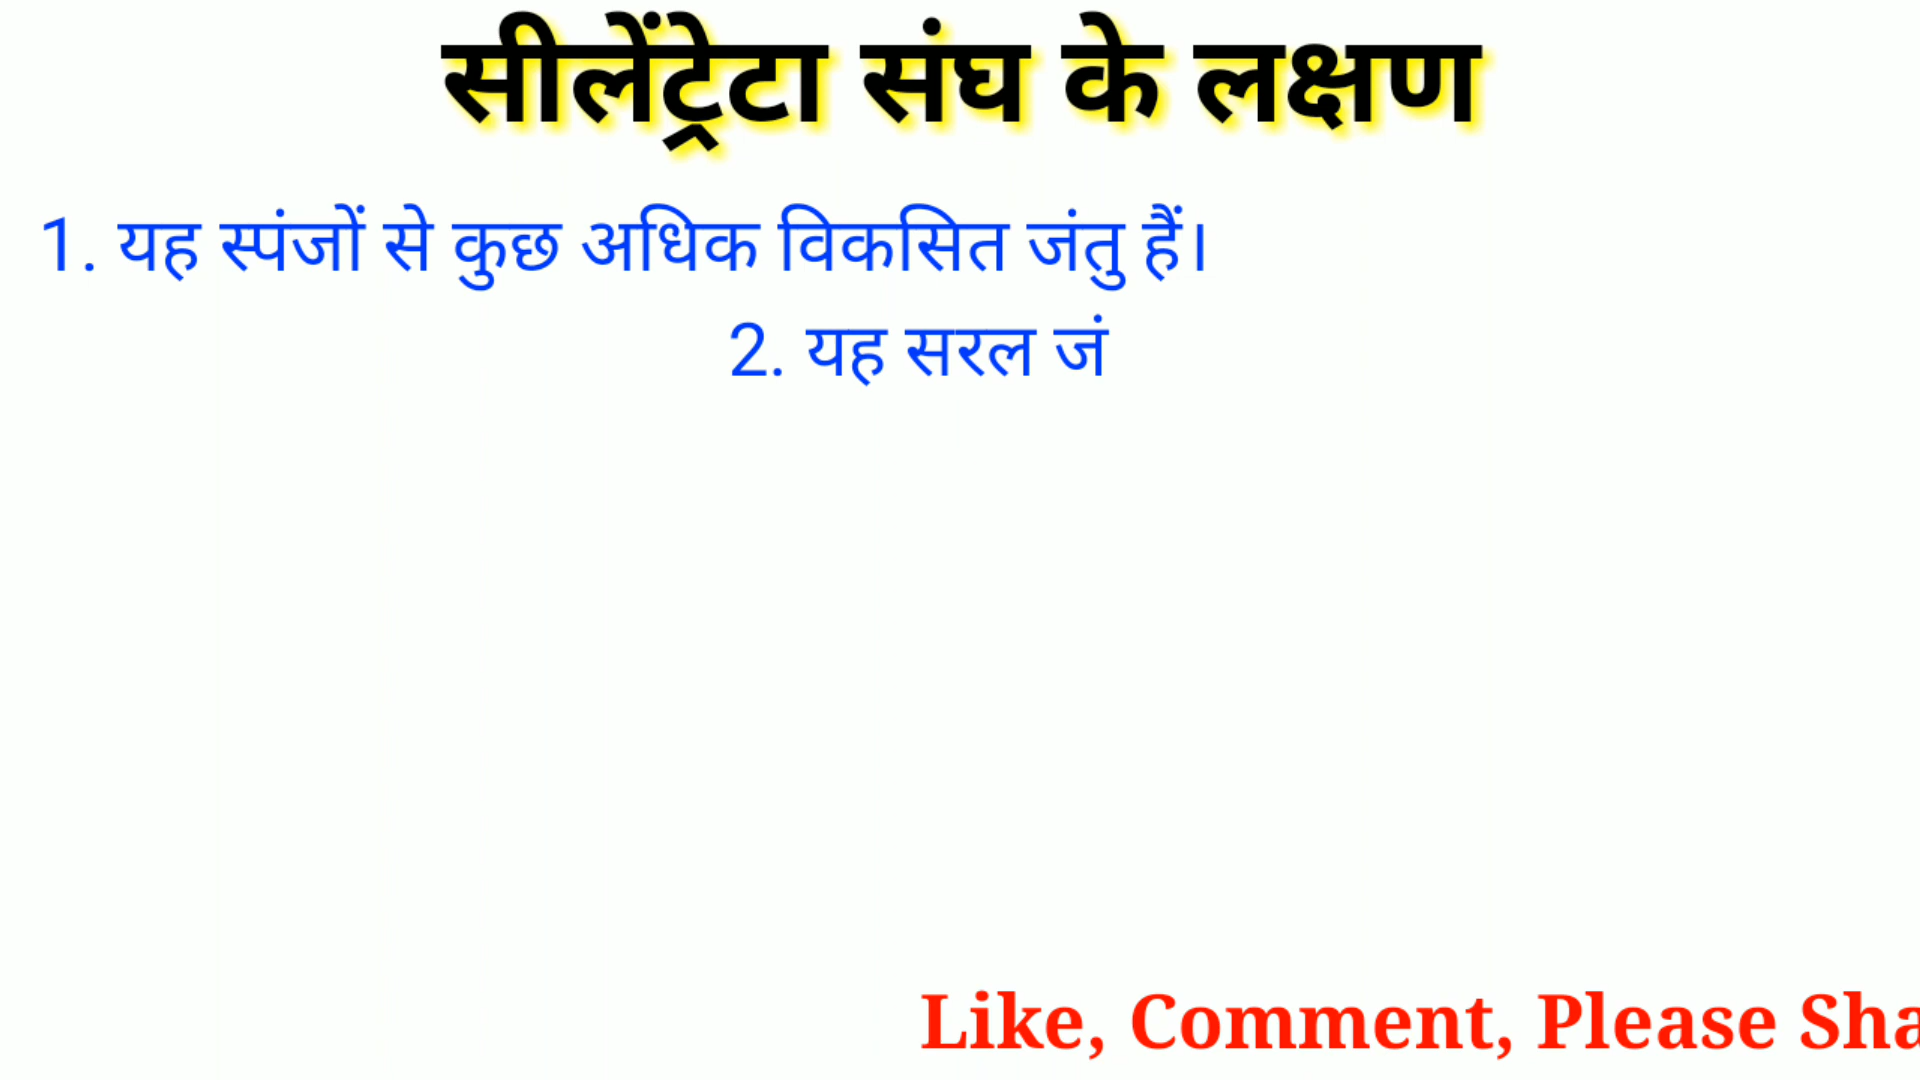 सीलेंट्रेटा संघ के लक्षण
1. यह स्पंजों से कुछ अधिक विकसित जंतु हैं।
2. यह सरल जं
Like, Comment, Please Sha